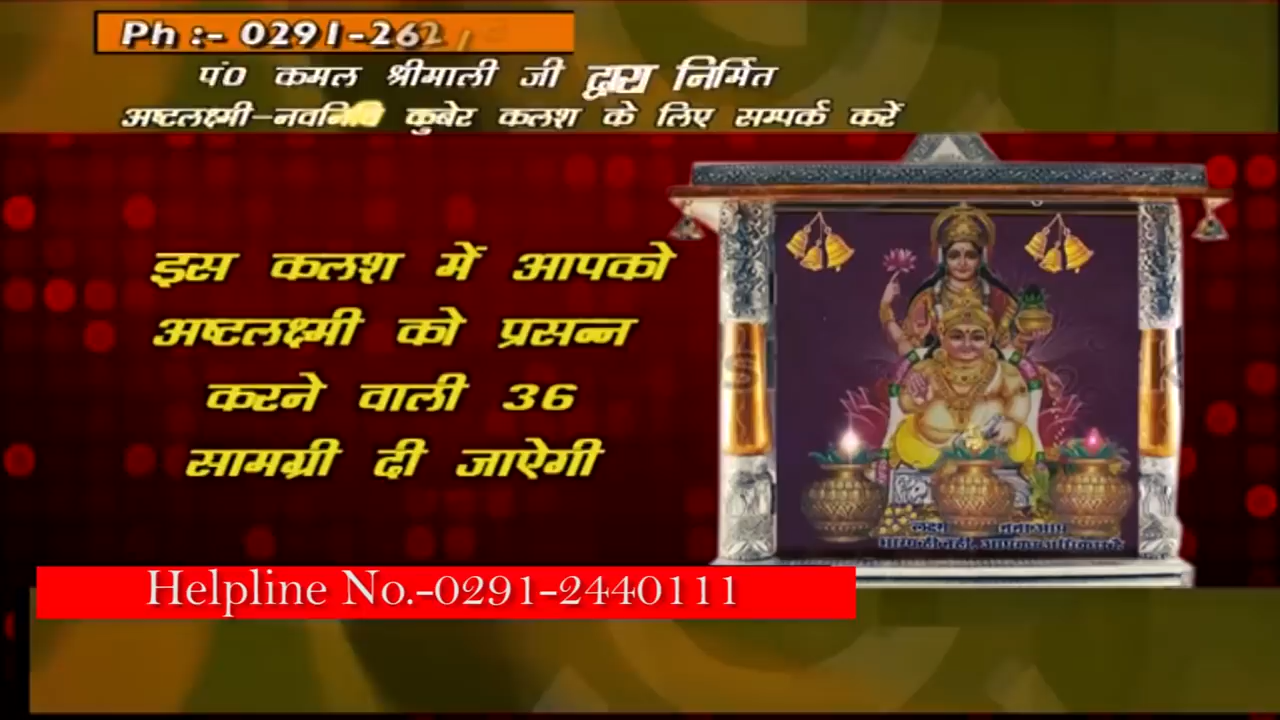 Ph :- 0291-262
पं0 कमल श्रीमाली जी द्वारा निर्मित
अष्टलक्ष्मी-नवनिधि कुबेर कलश के लिए सम्पर्क करें
इस कलश में आपको
अष्टलक्ष्मी को प्रसन्न
करने वाली 36
सामग्री दी जाऐगी
Helpline No.-0291-2440111